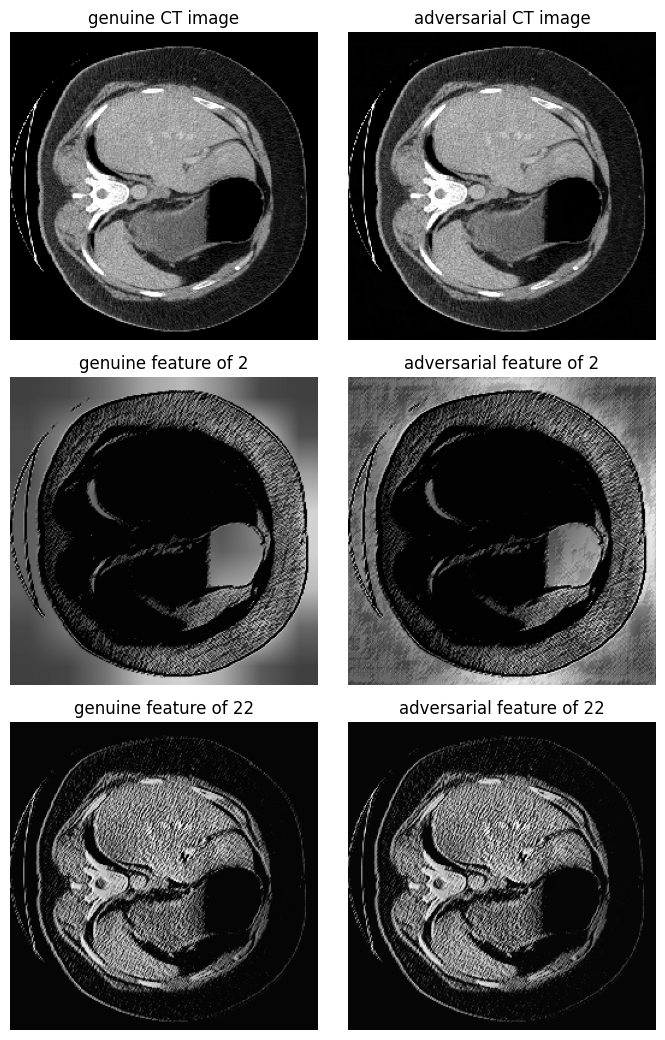 genuine CT image
adversarial CT image
genuine feature of 2
adversarial feature of 2
genuine feature of 22
adversarial feature of 22